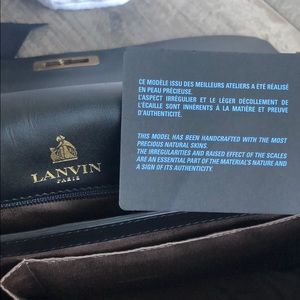 CE MODÈLE ISSU DES MEILLEURS ATELIERS A ÉTÉ RÉALISÉ
EN PEAU PRÉCIEUSE.
L'ASPECT IRRÉGULIER ET LE LÉGER DÉCOLLEMENT DE
L'ÉCAILLE SONT INHÉRENTS À LA MATIÈRE ET PREUVE
D'AUTHENTICITÉ.
THIS MODEL HAS BEEN HANDCRAFTED WITH THE MOST
PRECIOUS NATURAL SKINS.
THE IRREGULARITIES AND RAISED EFFECT OF THE SCALES
ARE AN ESSENTIAL PART OF THE MATERIAL'S NATURE AND
A SIGN OF ITS AUTHENTICITY.
LANVIN
PARIS